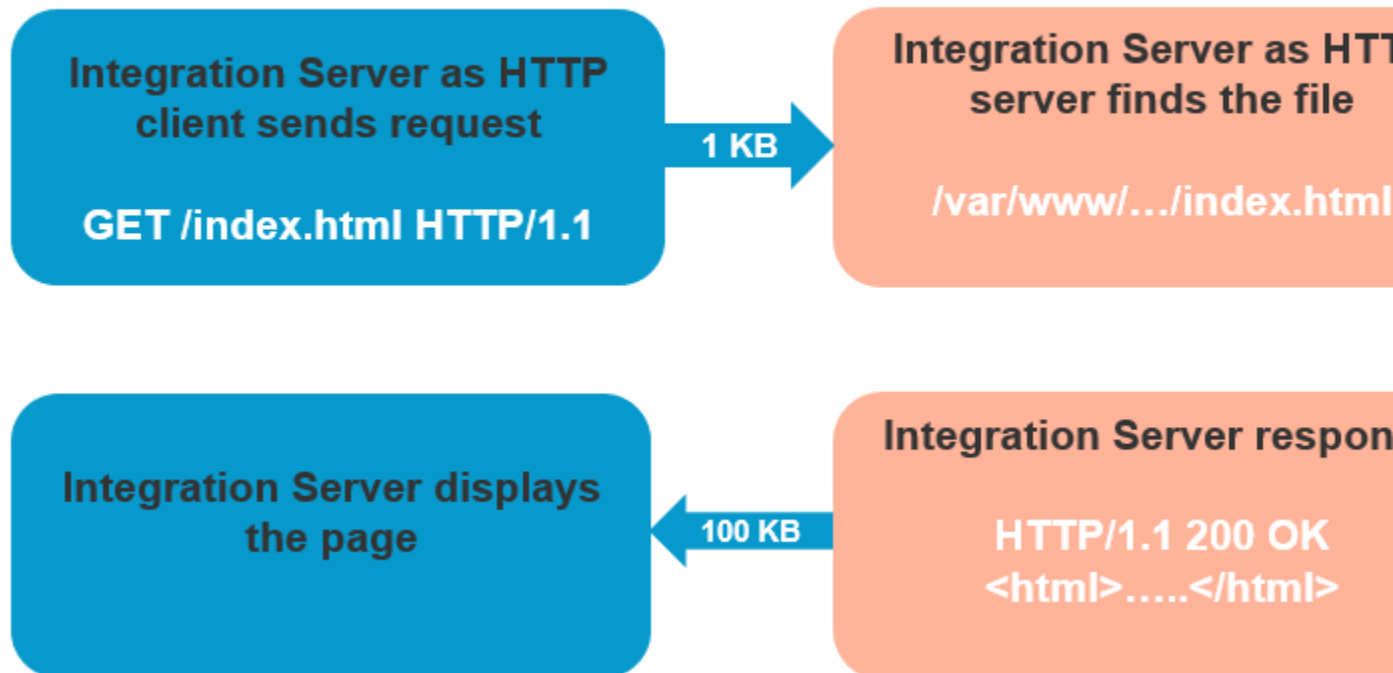 Integration Server as HTTP
client sends request
GET /index.html HTTP/1.1
1 KB
Integration Server as HTT
server finds the file
/var/www/…/index.html
Integration Server displays
the page
100 KB
Integration Server respon
HTTP/1.1 200 OK
<html>…..</html>